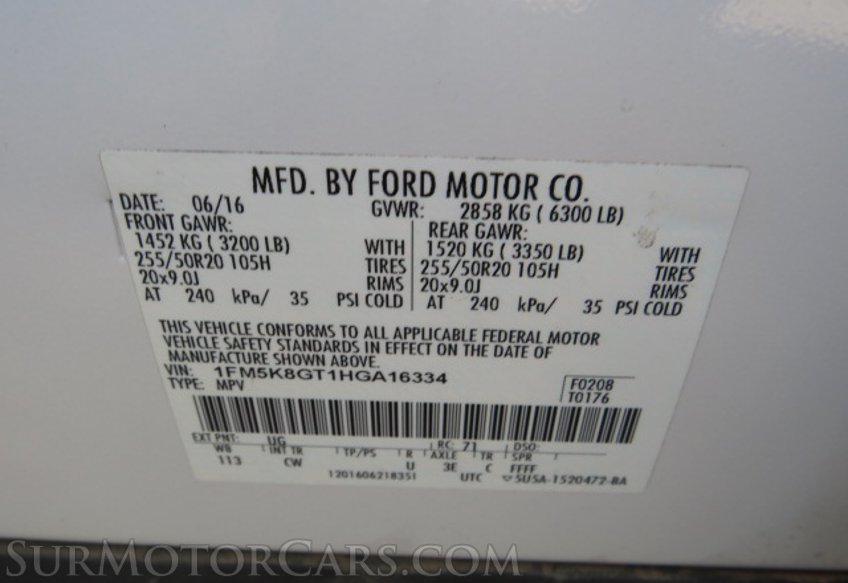 MFD. BY FORD MOTOR CO.
DATE: 06/16 GVWR: 2858 KG ( 6300 LB)
FRONT GAWR: REAR GAWR:
1452 KG ( 3200 LB) WITH 1520 KG ( 3350 LB) WITH
255/50R20 105H TIRES 255/50R20 105H TIRES
20x9.0J RIMS 20x9.0J RIMS
AT 240 kPa/ 35 PSI COLD AT 240 kPa/ 35 PSI COLD
THIS VEHICLE CONFORMS TO ALL APPLICABLE FEDERAL MOTOR
VEHICLE SAFETY STANDARDS IN EFFECT ON THE DATE OF
MANUFACTURE SHOWN ABOVE.
VIN: 1FM5K8GT1HGA16334 F0208
TYPE: MPV T0176
EXT PNT: UG RC: 71 DSO:
WB INT TR TP/PS R AXLE TR SPR
113 CW U 3E C FFFF
1201606218351 UTC ▽5U5A-1520472-BA
SURMOTORCARS.COM